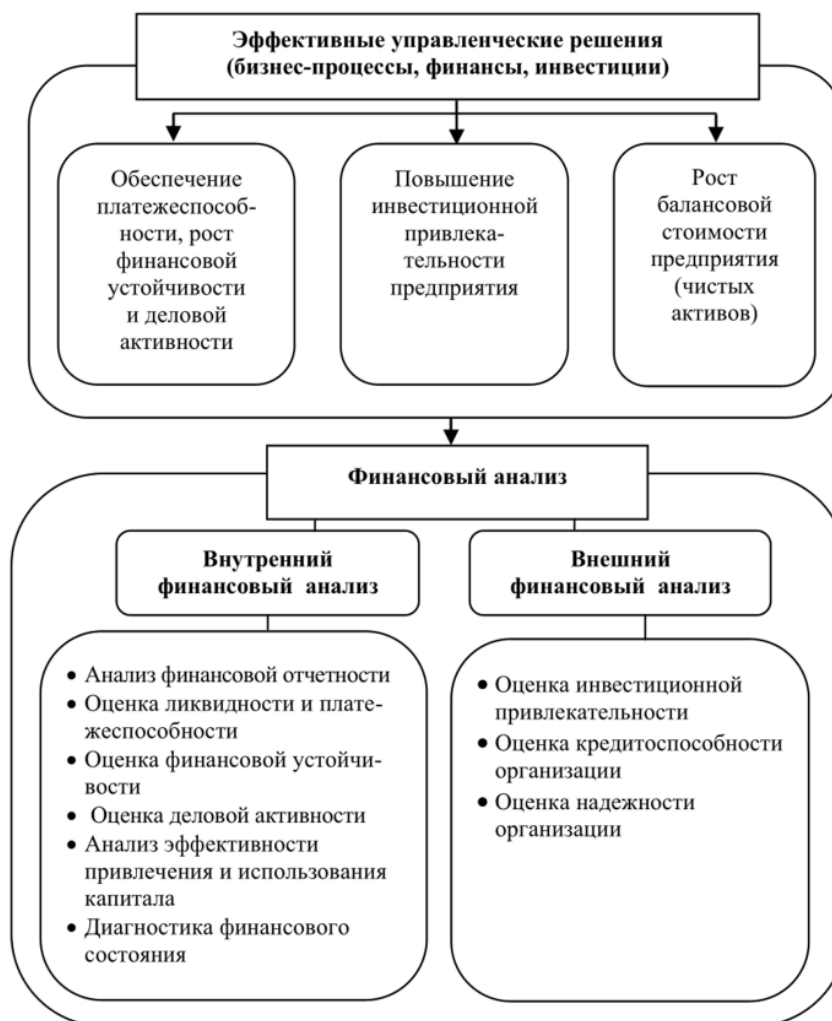 Эффективные управленческие решения
(бизнес-процессы, финансы, инвестиции)
Обеспечение
платежеспособ-
ности, рост
финансовой
устойчивости
и деловой
активности
Повышение
инвестиционной
привлека-
тельности
предприятия
Рост
балансовой
стоимости
предприятия
(чистых
активов)
Финансовый анализ
Внутренний
финансовый анализ
Внешний
финансовый анализ
• Анализ финансовой отчетности
• Оценка ликвидности и плате-
жеспособности
• Оценка финансовой устойчи-
вости
• Оценка деловой активности
• Анализ эффективности
привлечения и использования
капитала
• Диагностика финансового
состояния
• Оценка инвестиционной
привлекательности
• Оценка кредитоспособности
организации
• Оценка надежности
организации